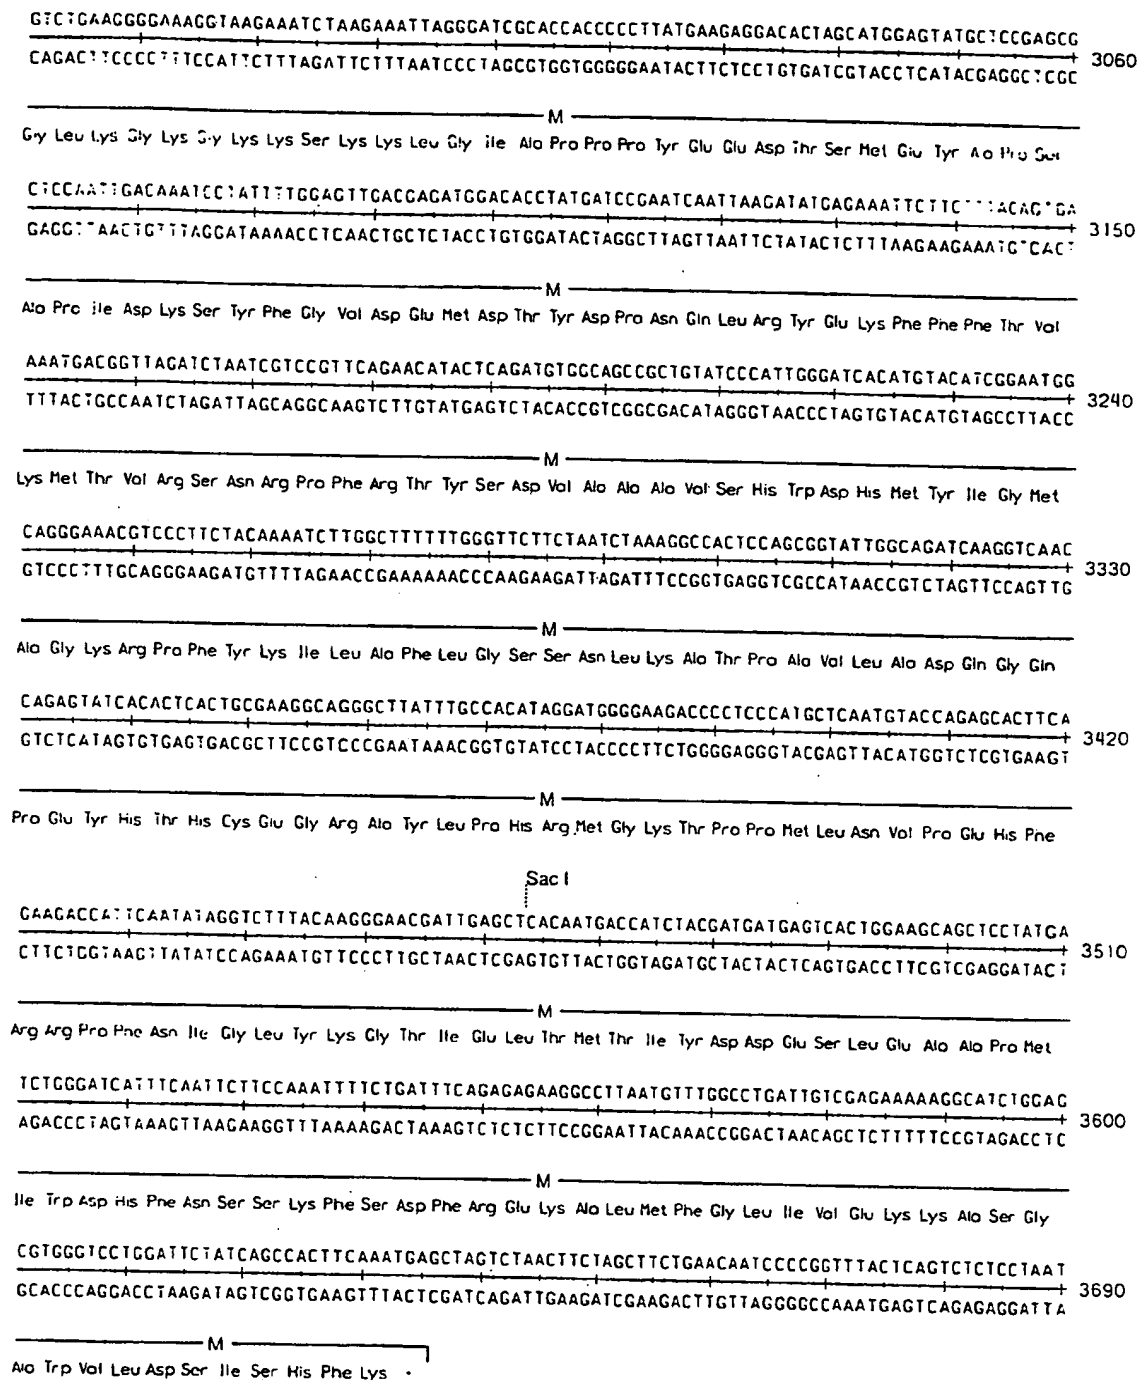 GTCTGAAGGGGAAAGGTAAGAAATCTAAGAAATTAGGGATCGCACCACCCCCTTATGAAGAGGACACTAGCATGGAGTATGCTCCGAGCG
3060
CAGACTTCCCCTTTCCATTCTTTAGATTCTTTAATCCCTAGCGTGGTGGGGGAATACTTCTCCTGTGATCGTACCTCATACGAGGCTCGC
M
Gly Leu Lys Gly Lys Gly Lys Lys Ser Lys Lys Leu Gly Ile Ala Pro Pro Pro Tyr Glu Glu Asp Thr Ser Met Glu Tyr Ala Pro Ser
CTCCAATTGACAAATCCTATTTTGGAGTTGACGAGATGGACACCTATGATCCGAATCAATTAAGATATGAGAAATTCTTCTTTACAGTGA
3150
GAGGTTAACTGTTTAGGATAAAACCTCAACTGCTCTACCTGTGGATACTAGGCTTAGTTAATTCTATACTCTTTAAGAAGAAATGTCACT
M
Ala Pro Ile Asp Lys Ser Tyr Phe Gly Val Asp Glu Met Asp Thr Tyr Asp Pro Asn Gln Leu Arg Tyr Glu Lys Phe Phe Phe Thr Val
AAATGACGGTTAGATCTAATCGTCCGTTCAGAACATACTCAGATGTGGCAGCCGCTGTATCCCATTGGGATCACATGTACATCGGAATGG
3240
TTTACTGCCAATCTAGATTAGCAGGCAAGTCTTGTATGAGTCTACACCGTCGGCGACATAGGGTAACCCTAGTGTACATGTAGCCTTACC
M
Lys Met Thr Val Arg Ser Asn Arg Pro Phe Arg Thr Tyr Ser Asp Val Ala Ala Ala Val Ser His Trp Asp His Met Tyr Ile Gly Met
CAGGGAAACGTCCCTTCTACAAAATCTTGGCTTTTTTGGGTTCTTCTAATCTAAAGGCCACTCCAGCGGTATTGGCAGATCAAGGTCAAC
3330
GTCCCTTTGCAGGGAAGATGTTTTAGAACCGAAAAAACCCAAGAAGATTAGATTTCCGGTGAGGTCGCCATAACCGTCTAGTTCCAGTTG
M
Ala Gly Lys Arg Pro Phe Tyr Lys Ile Leu Ala Phe Leu Gly Ser Ser Asn Leu Lys Ala Thr Pro Ala Val Leu Ala Asp Gln Gly Gln
CAGAGTATCACACTCACTGCGAAGGCAGGGCTTATTTGCCACATAGGATGGGGAAGACCCCTCCCATGCTCAATGTACCAGAGCACTTCA
3420
GTCTCATAGTGTGAGTGACGCTTCCGTCCCGAATAAACGGTGTATCCTACCCCTTCTGGGGAGGGTACGAGTTACATGGTCTCGTGAAGT
M
Pro Glu Tyr His Thr His Cys Glu Gly Arg Ala Tyr Leu Pro His Arg Met Gly Lys Thr Pro Pro Met Leu Asn Val Pro Glu His Phe
Sac I
GAAGACCATTCAATATAGGTCTTTACAAGGGAACGATTGAGCTCACAATGACCATCTACGATGATGAGTCACTGGAAGCAGCTCCTATGA
3510
CTTCTGGTAAGTTATATCCAGAAATGTTCCCTTGCTAACTCGAGTGTTACTGGTAGATGCTACTACTCAGTGACCTTCGTCGAGGATACT
M
Arg Arg Pro Phe Asn Ile Gly Leu Tyr Lys Gly Thr Ile Glu Leu Thr Met Thr Ile Tyr Asp Asp Glu Ser Leu Glu Ala Ala Pro Met
TCTGGGATCATTTCAATTCTTCCAAATTTTCTGATTTCAGAGAGAAGGCCTTAATGTTTGGCCTGATTGTCGAGAAAAAGGCATCTGGAG
3600
AGACCCTAGTAAAGTTAAGAAGGTTTAAAAGACTAAAGTCTCTCTTCCGGAATTACAAACCGGACTAACAGCTCTTTTTCCGTAGACCTC
M
Ile Trp Asp His Phe Asn Ser Ser Lys Phe Ser Asp Phe Arg Glu Lys Ala Leu Met Phe Gly Leu Ile Val Glu Lys Lys Ala Ser Gly
CGTGGGTCCTGGATTCTATCAGCCACTTCAAATGAGCTAGTCTAACTTCTAGCTTCTGAACAATCCCCGGTTTACTCAGTCTCTCCTAAT
3690
GCACCCAGGACCTAAGATAGTCGGTGAAGTTTACTCGATCAGATTGAAGATCGAAGACTTGTTAGGGGCCAAATGAGTCAGAGAGGATTA
M
Ala Trp Val Leu Asp Ser Ile Ser His Phe Lys ·